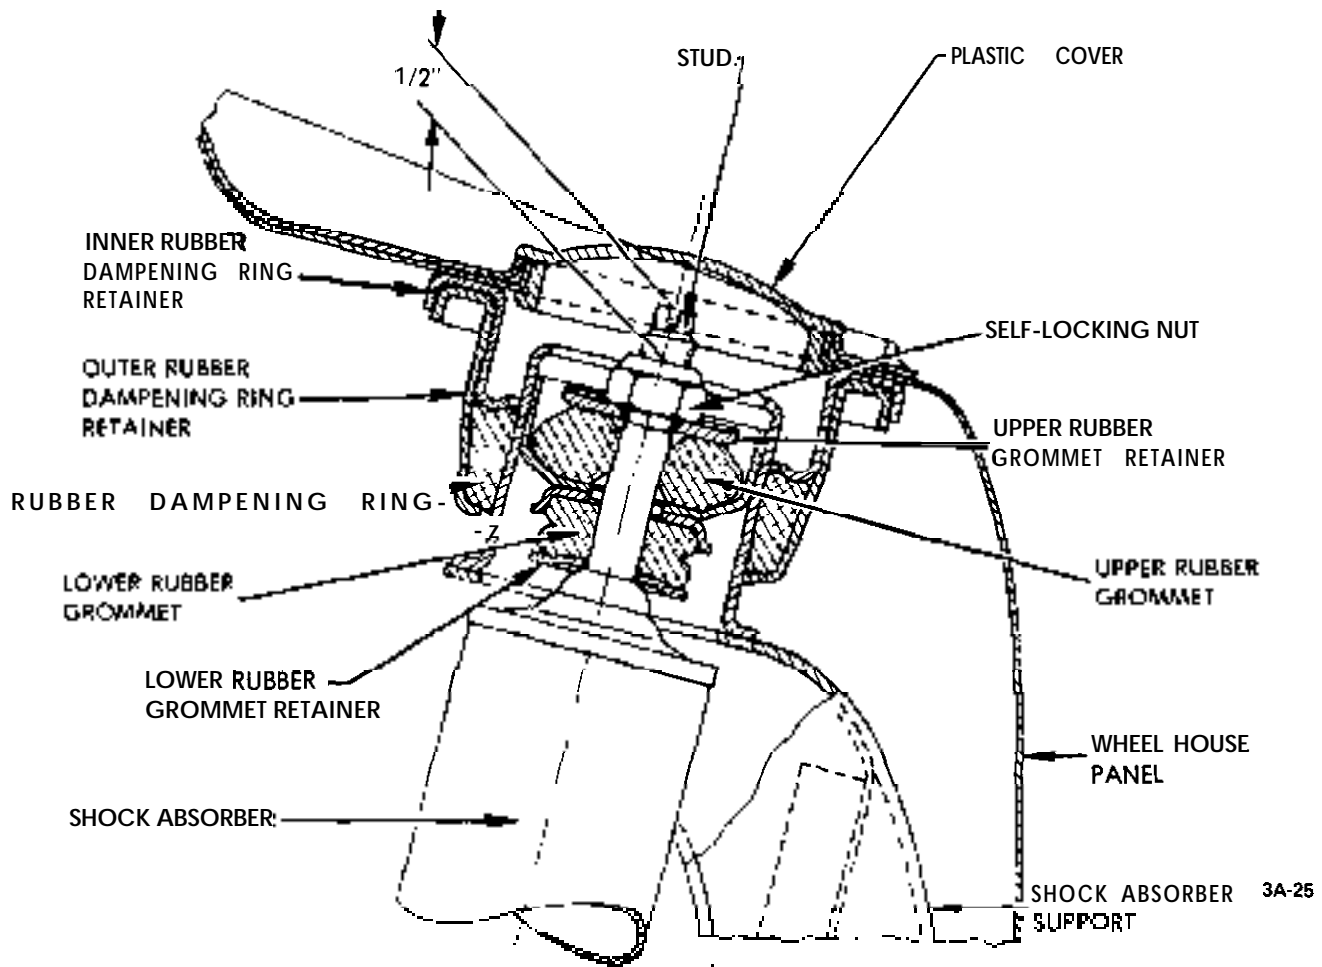 1/2"
STUD
PLASTIC COVER
INNER RUBBER
DAMPENING RING
RETAINER
SELF-LOCKING NUT
OUTER RUBBER
DAMPENING RING
RETAINER
UPPER RUBBER
GROMMET RETAINER
RUBBER DAMPENING RING
UPPER RUBBER
GROMMET
LOWER RUBBER
GROMMET
LOWER RUBBER
GROMMET RETAINER
WHEEL HOUSE
PANEL
SHOCK ABSORBER
SHOCK ABSORBER
SUPPORT
3A-25